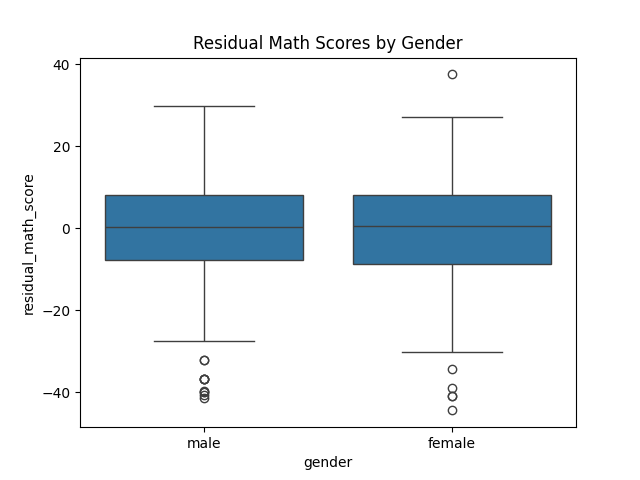 Residual Math Scores by Gender
40
20
0
−20
−40
residual_math_score
male
female
gender